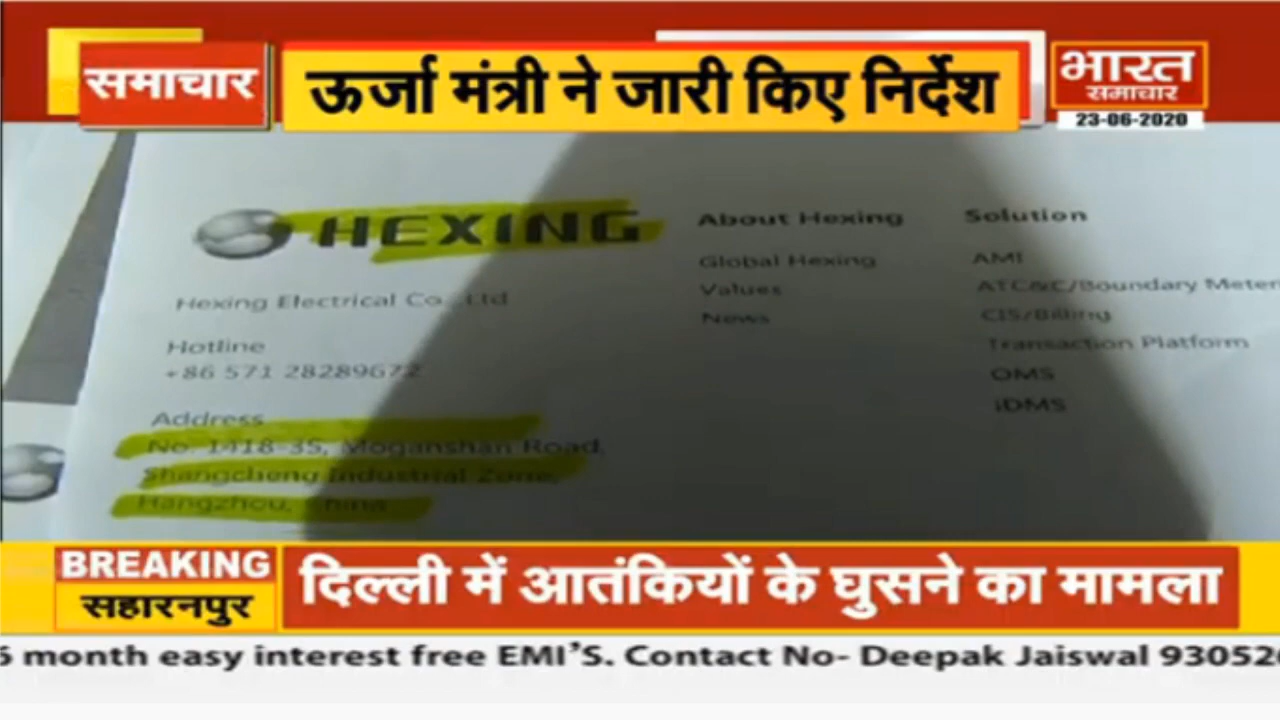 समाचार
ऊर्जा मंत्री ने जारी किए निर्देश
भारत
समाचार
23-06-2020
HEXING
About Hexing
Solution
Global Hexing
AMI
Values
ATC&C/Boundary Meter
News
CIS/Billing
Transaction Platform
OMS
iDMS
Hexing Electrical Co., Ltd
Hotline
+86 571 28289672
Address
No. 1418-35, Moganshan Road,
Shangcheng Industrial Zone,
Hangzhou, China
BREAKING
सहारनपुर
दिल्ली में आतंकियों के घुसने का मामला
6 month easy interest free EMI'S. Contact No- Deepak Jaiswal 93052